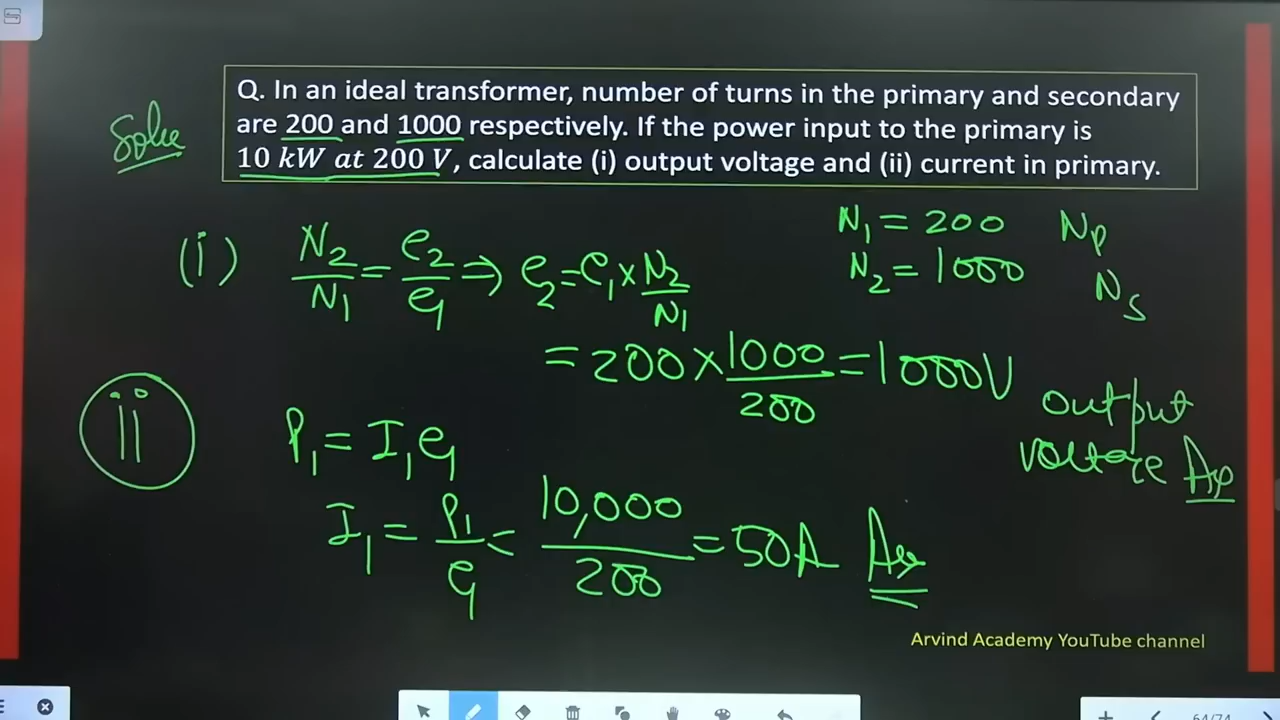 Solve
Q. In an ideal transformer, number of turns in the primary and secondary
are 200 and 1000 respectively. If the power input to the primary is
10 kW at 200 V, calculate (i) output voltage and (ii) current in primary.
N₁ = 200 Np
N₂ = 1000 Ns
(i) N₂/N₁ = e₂/e₁ ⇒ e₂ = e₁ × N₂/N₁
= 200 × 1000/200 = 1000V
output
voltage
ii
P₁ = I₁e₁
I₁ = P₁/e₁ = 10,000/200 = 50A
Arvind Academy YouTube channel
64/74